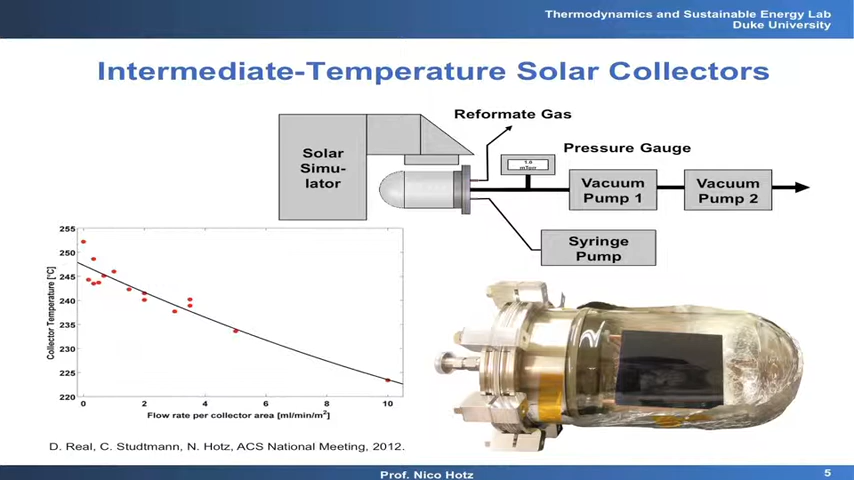 Thermodynamics and Sustainable Energy Lab
Duke University
Intermediate-Temperature Solar Collectors
Reformate Gas
Pressure Gauge
1.0
mTorr
Solar
Simu-
lator
Vacuum
Pump 1
Vacuum
Pump 2
Syringe
Pump
255
250
245
240
235
230
225
220
Collector Temperature [°C]
0
2
4
6
8
10
Flow rate per collector area [ml/min/m²]
D. Real, C. Studtmann, N. Hotz, ACS National Meeting, 2012.
Prof. Nico Hotz
5